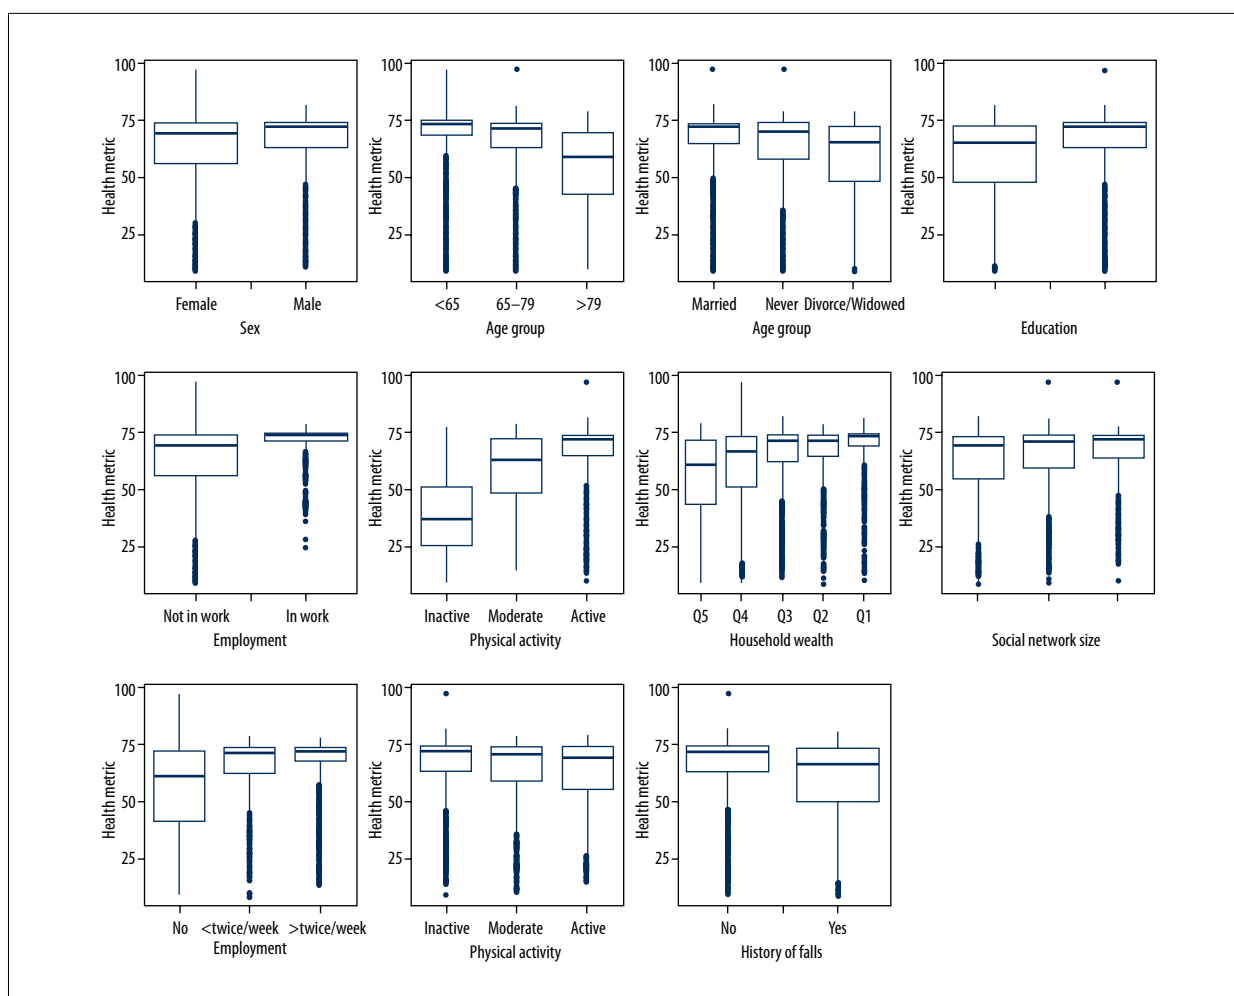 100
75
50
25
Health metric
Female Male
Sex
100
75
50
25
Health metric
<65 65–79 >79
Age group
100
75
50
25
Health metric
Married Never Divorce/Widowed
Age group
100
75
50
25
Health metric
Education
100
75
50
25
Health metric
Not in work In work
Employment
100
75
50
25
Health metric
Inactive Moderate Active
Physical activity
100
75
50
25
Health metric
Q5 Q4 Q3 Q2 Q1
Household wealth
100
75
50
25
Health metric
Social network size
100
75
50
25
Health metric
No <twice/week >twice/week
Employment
100
75
50
25
Health metric
Inactive Moderate Active
Physical activity
100
75
50
25
Health metric
No Yes
History of falls